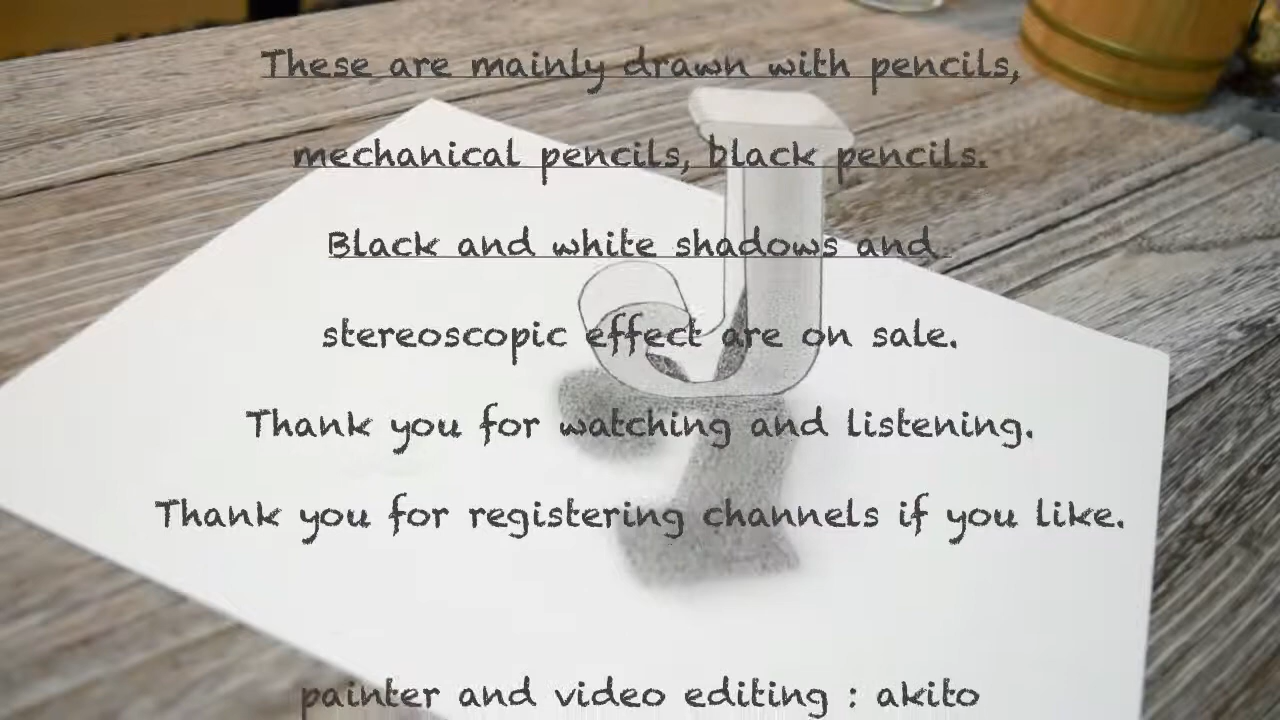 These are mainly drawn with pencils,
mechanical pencils, black pencils.
Black and white shadows and
stereoscopic effect are on sale.
Thank you for watching and listening.
Thank you for registering channels if you like.
painter and video editing : akito